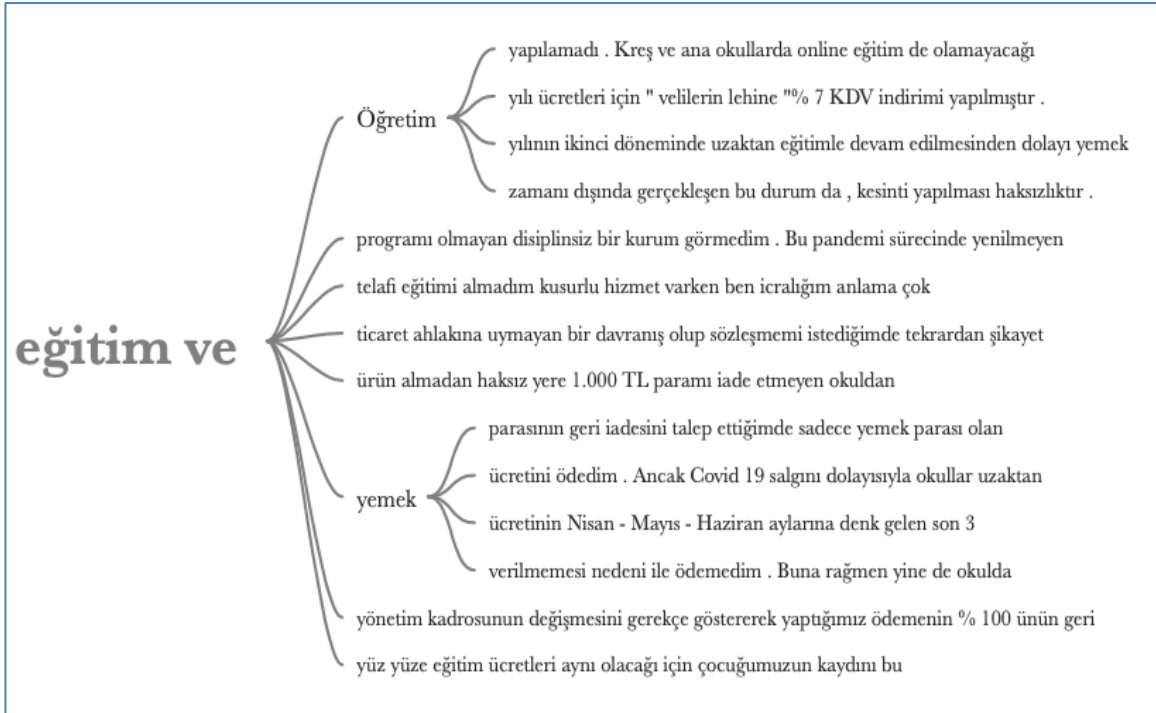 yapılamadı . Kreş ve ana okullarda online eğitim de olamayacağı
Öğretim
yılı ücretleri için " velilerin lehine "% 7 KDV indirimi yapılmıştır .
yılının ikinci döneminde uzaktan eğitimle devam edilmesinden dolayı yemek
zamanı dışında gerçekleşen bu durum da , kesinti yapılması haksızlıktır .
programı olmayan disiplinsiz bir kurum görmedim . Bu pandemi sürecinde yenilmeyen
telafi eğitimi almadım kusurlu hizmet varken ben icralığım anlama çok
eğitim ve
ticaret ahlakına uymayan bir davranış olup sözleşmemi istediğimde tekrardan şikayet
ürün almadan haksız yere 1.000 TL paramı iade etmeyen okuldan
parasının geri iadesini talep ettiğimde sadece yemek parası olan
ücretini ödedim . Ancak Covid 19 salgını dolayısıyla okullar uzaktan
yemek
ücretinin Nisan - Mayıs - Haziran aylarına denk gelen son 3
verilmemesi nedeni ile ödemedim . Buna rağmen yine de okulda
yönetim kadrosunun değişmesini gerekçe göstererek yaptığımız ödemenin % 100 ünün geri
yüz yüze eğitim ücretleri aynı olacağı için çocuğumuzun kaydını bu